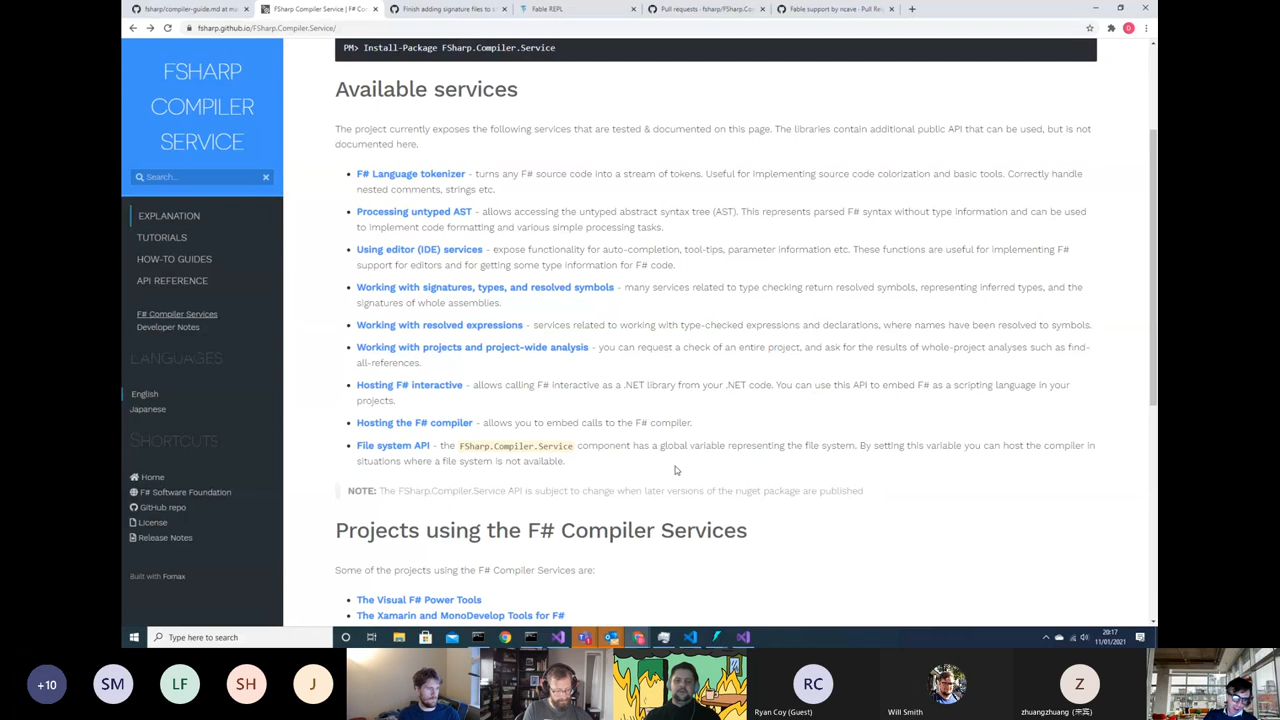 fsharp/compiler-guide.md at m
FSharp Compiler Service | F# Co
Finish adding signature files to s
Fable REPL
Pull requests · fsharp/FSharp.Co
Fable support by ncave · Pull Re
fsharp.github.io/FSharp.Compiler.Service/
D
FSHARP
COMPILER
SERVICE
Search...
EXPLANATION
TUTORIALS
HOW-TO GUIDES
API REFERENCE
F# Compiler Services
Developer Notes
LANGUAGES
English
Japanese
SHORTCUTS
Home
F# Software Foundation
GitHub repo
License
Release Notes
Built with Fornax
PM> Install-Package FSharp.Compiler.Service
Available services
The project currently exposes the following services that are tested & documented on this page. The libraries contain additional public API that can be used, but is not
documented here.
• F# Language tokenizer - turns any F# source code into a stream of tokens. Useful for implementing source code colorization and basic tools. Correctly handle
nested comments, strings etc.
• Processing untyped AST - allows accessing the untyped abstract syntax tree (AST). This represents parsed F# syntax without type information and can be used
to implement code formatting and various simple processing tasks.
• Using editor (IDE) services - expose functionality for auto-completion, tool-tips, parameter information etc. These functions are useful for implementing F#
support for editors and for getting some type information for F# code.
• Working with signatures, types, and resolved symbols - many services related to type checking return resolved symbols, representing inferred types, and the
signatures of whole assemblies.
• Working with resolved expressions - services related to working with type-checked expressions and declarations, where names have been resolved to symbols.
• Working with projects and project-wide analysis - you can request a check of an entire project, and ask for the results of whole-project analyses such as find-
all-references.
• Hosting F# interactive - allows calling F# interactive as a .NET library from your .NET code. You can use this API to embed F# as a scripting language in your
projects.
• Hosting the F# compiler - allows you to embed calls to the F# compiler.
• File system API - the FSharp.Compiler.Service component has a global variable representing the file system. By setting this variable you can host the compiler in
situations where a file system is not available.
NOTE: The FSharp.Compiler.Service API is subject to change when later versions of the nuget package are published
Projects using the F# Compiler Services
Some of the projects using the F# Compiler Services are:
• The Visual F# Power Tools
• The Xamarin and MonoDevelop Tools for F#
Type here to search
20:17
11/01/2021
+10
SM
LF
SH
J
RC
Ryan Coy (Guest)
Will Smith
Z